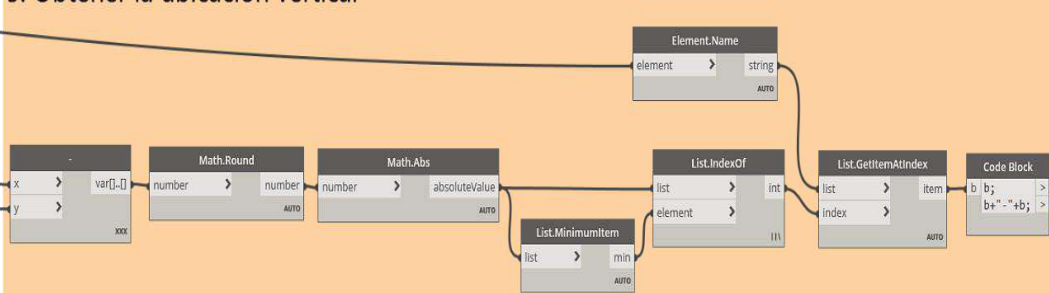 Element.Name
element > string
AUTO
-
x > var[]..[]
y >
XXX
Math.Round
number > number
AUTO
Math.Abs
number > absoluteValue
AUTO
List.MinimumItem
list > min
AUTO
List.IndexOf
list > int
element >
List.GetItemAtIndex
list > item
index >
AUTO
Code Block
b b; >
b+"-"+b; >